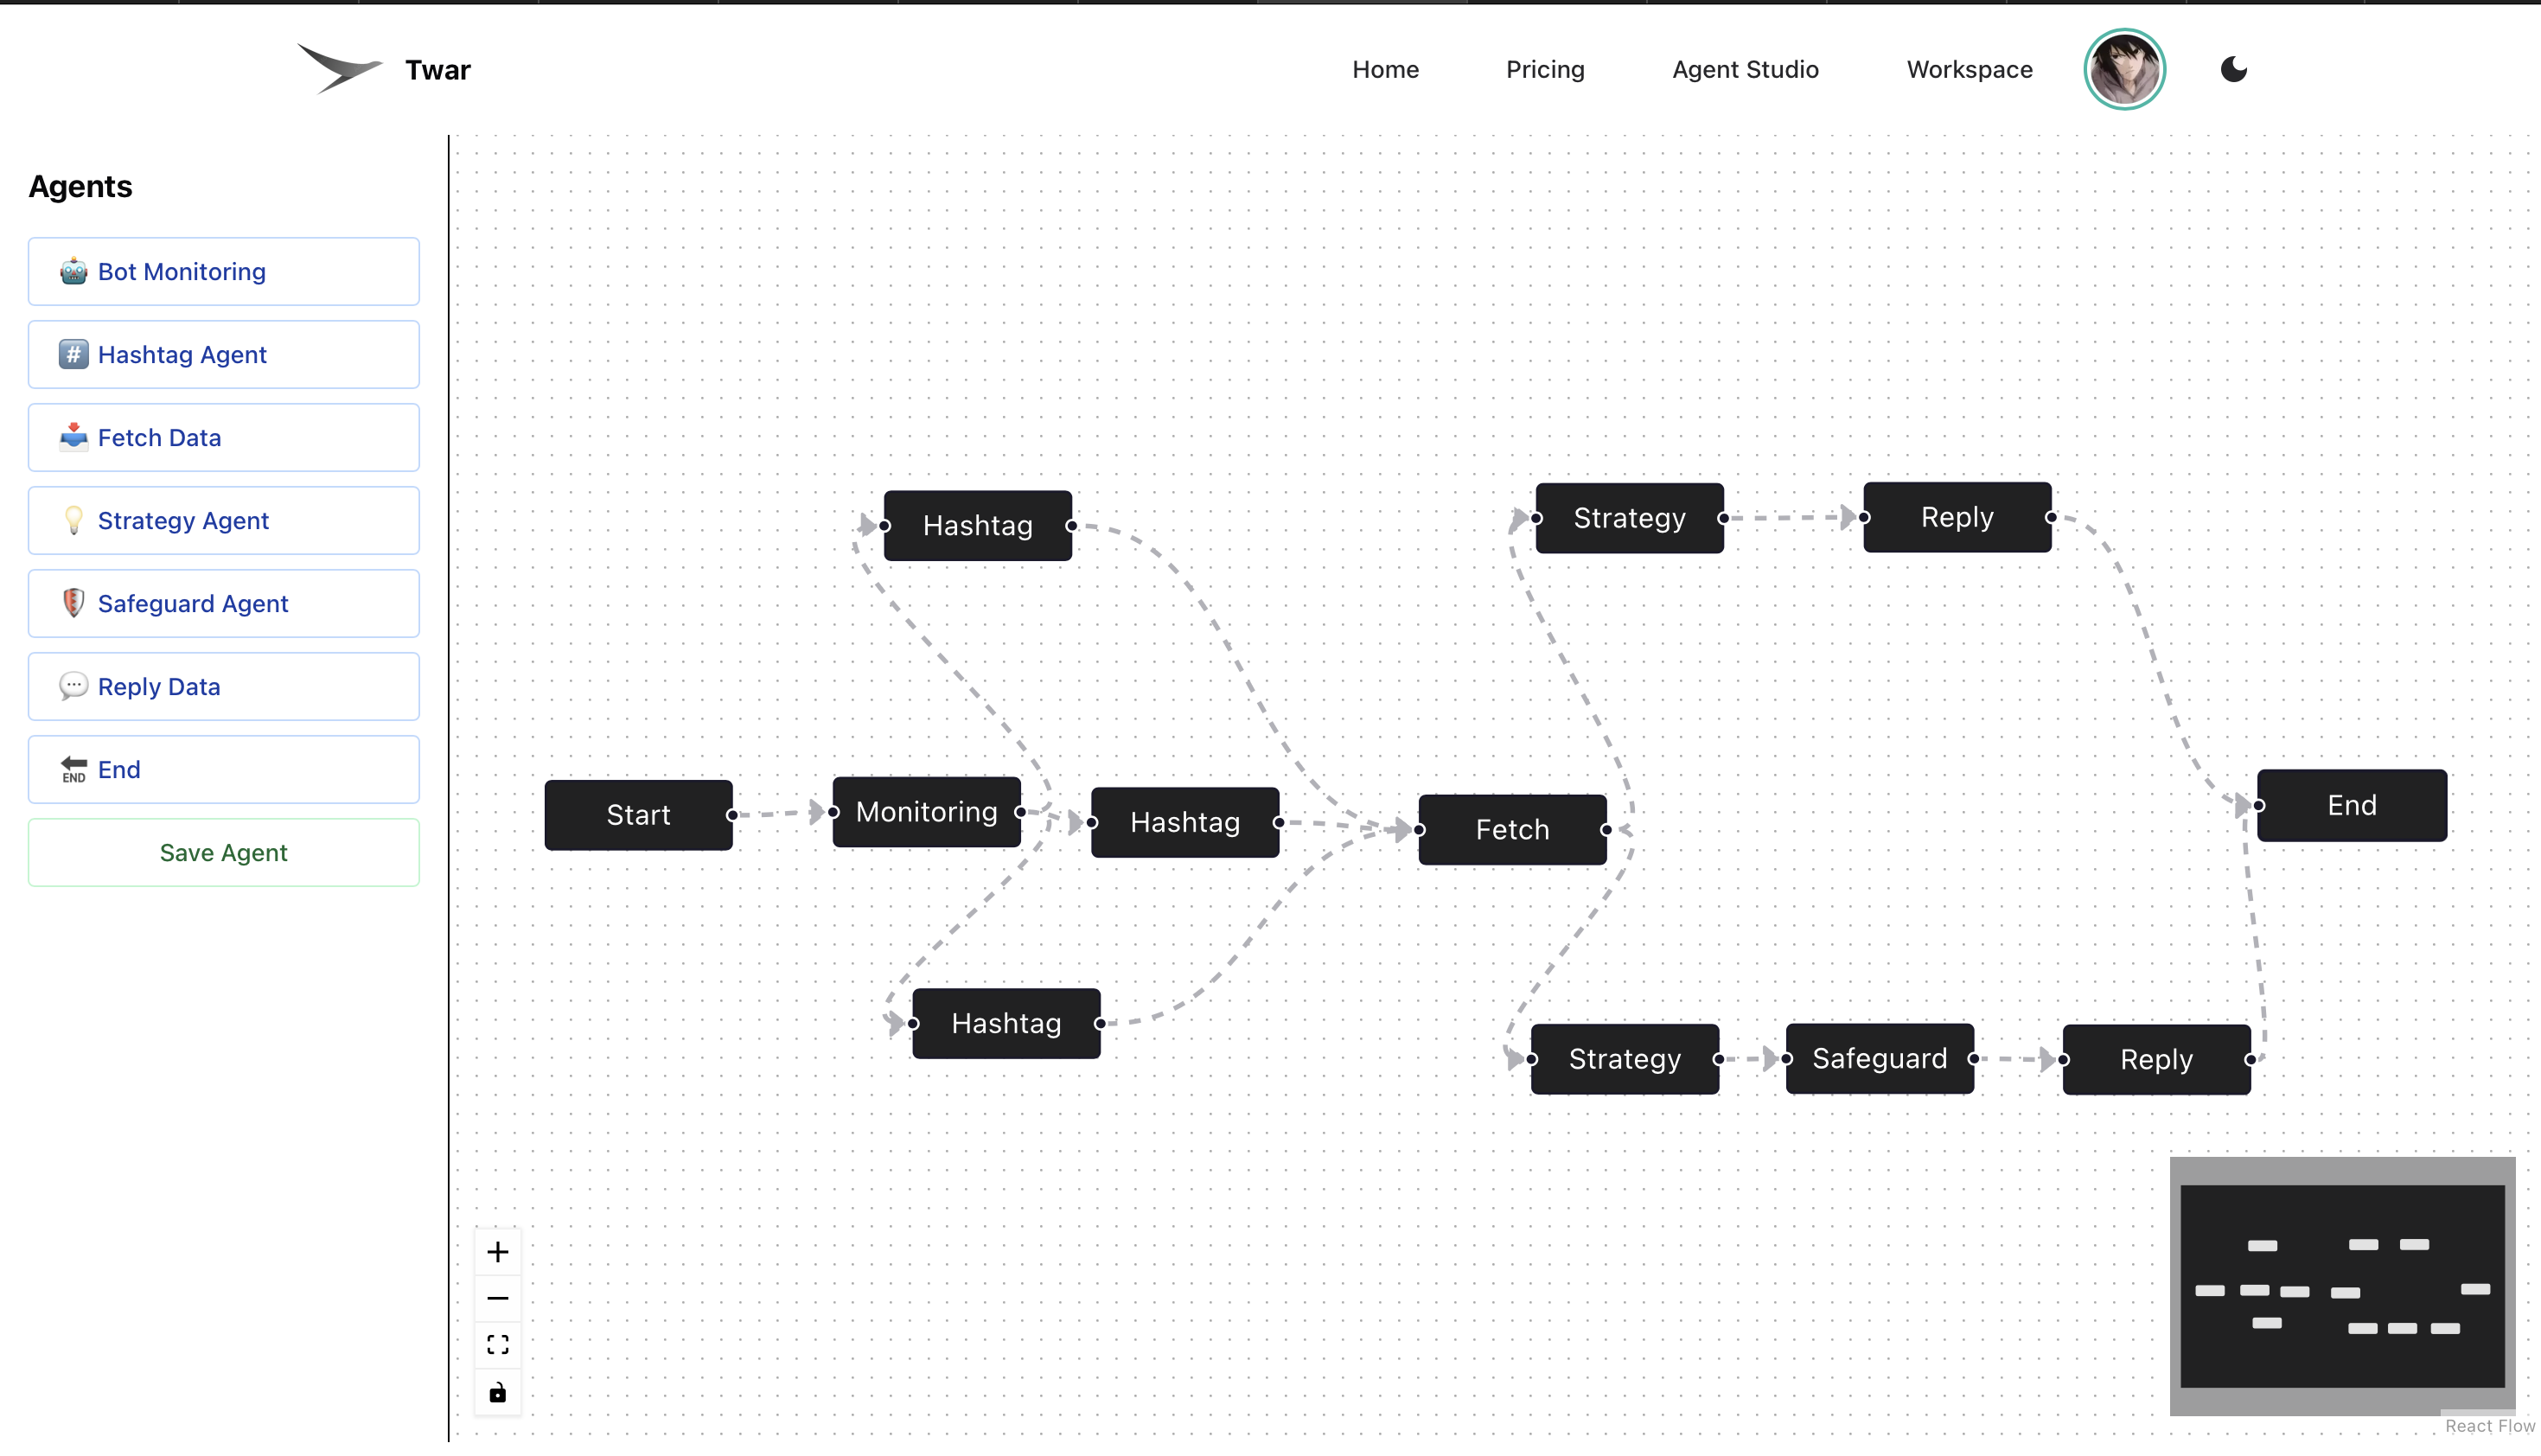 Twar
Home
Pricing
Agent Studio
Workspace
Agents
Bot Monitoring
# Hashtag Agent
Fetch Data
Strategy Agent
Safeguard Agent
Reply Data
END End
Save Agent
Hashtag
Strategy
Reply
Start
Monitoring
Hashtag
Fetch
End
Hashtag
Strategy
Safeguard
Reply
React Flow